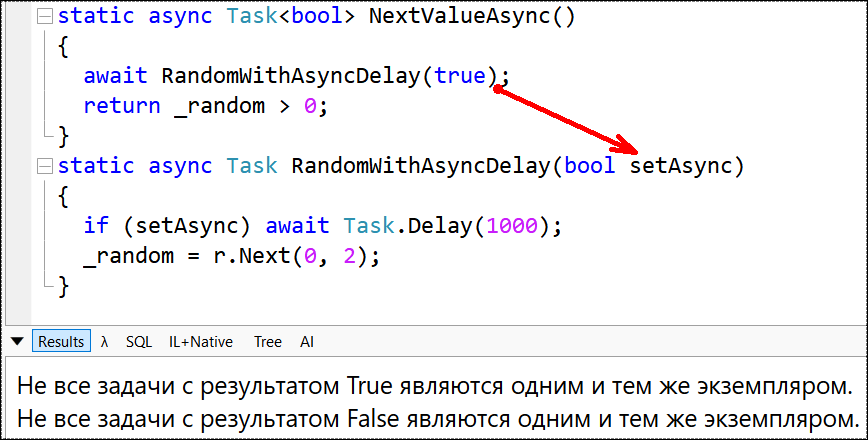 static async Task<bool> NextValueAsync()
{
await RandomWithAsyncDelay(true);
return _random > 0;
}
static async Task RandomWithAsyncDelay(bool setAsync)
{
if (setAsync) await Task.Delay(1000);
_random = r.Next(0, 2);
}
Results λ SQL IL+Native Tree AI
Не все задачи с результатом True являются одним и тем же экземпляром.
Не все задачи с результатом False являются одним и тем же экземпляром.